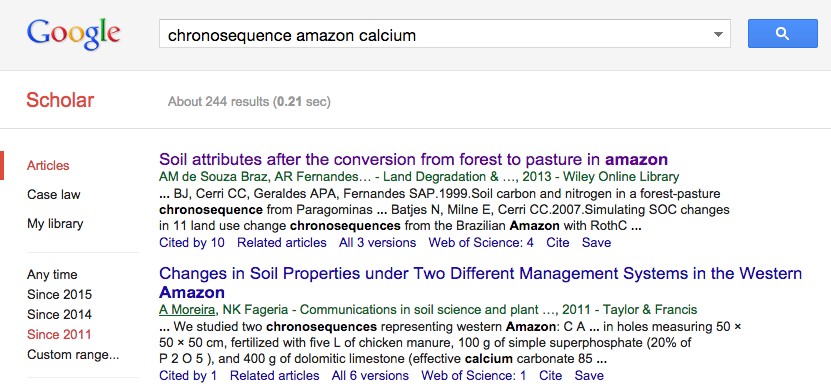 Google
chronosequence amazon calcium
Scholar
About 244 results (0.21 sec)
Articles
Case law
My library
Any time
Since 2015
Since 2014
Since 2011
Custom range...
Soil attributes after the conversion from forest to pasture in amazon
AM de Souza Braz, AR Fernandes… - Land Degradation & …, 2013 - Wiley Online Library
... BJ, Cerri CC, Geraldes APA, Fernandes SAP.1999.Soil carbon and nitrogen in a forest-pasture
chronosequence from Paragominas ... Batjes N, Milne E, Cerri CC.2007.Simulating SOC changes
in 11 land use change chronosequences from the Brazilian Amazon with RothC ...
Cited by 10 Related articles All 3 versions Web of Science: 4 Cite Save
Changes in Soil Properties under Two Different Management Systems in the Western
Amazon
A Moreira, NK Fageria - Communications in soil science and plant …, 2011 - Taylor & Francis
... We studied two chronosequences representing western Amazon: C A ... in holes measuring 50 ×
50 × 50 cm, fertilized with five L of chicken manure, 100 g of simple superphosphate (20% of
P 2 O 5 ), and 400 g of dolomitic limestone (effective calcium carbonate 85 ...
Cited by 1 Related articles All 6 versions Web of Science: 1 Cite Save